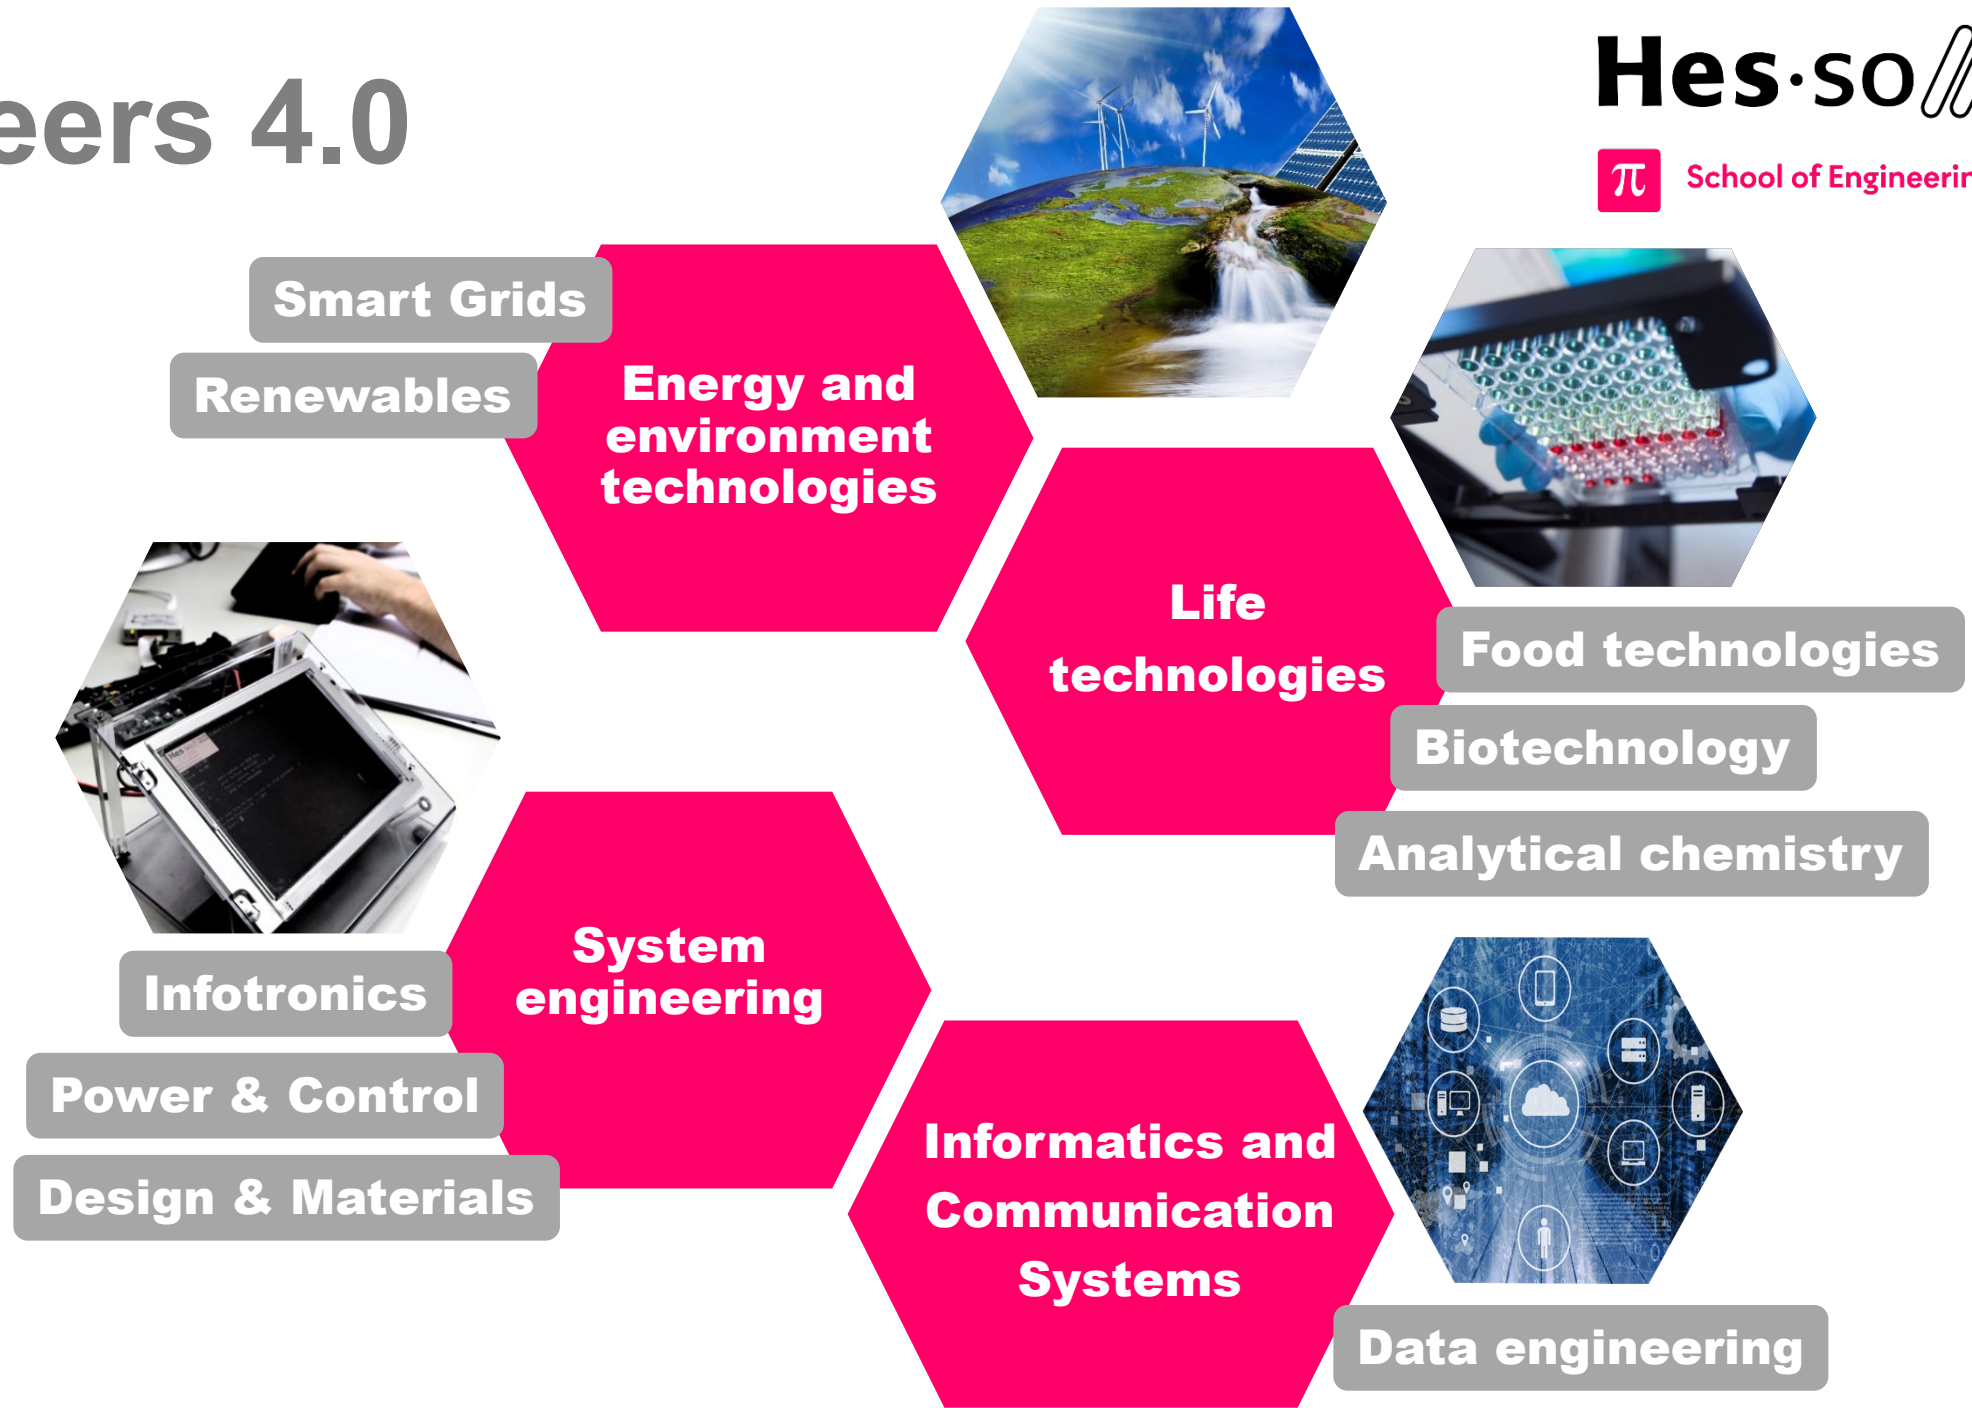 eers 4.0
Hes·so
π School of Engineerin
Smart Grids
Renewables
Energy and
environment
technologies
Life
technologies
Food technologies
Biotechnology
Analytical chemistry
System
engineering
Infotronics
Power & Control
Design & Materials
Informatics and
Communication
Systems
Data engineering